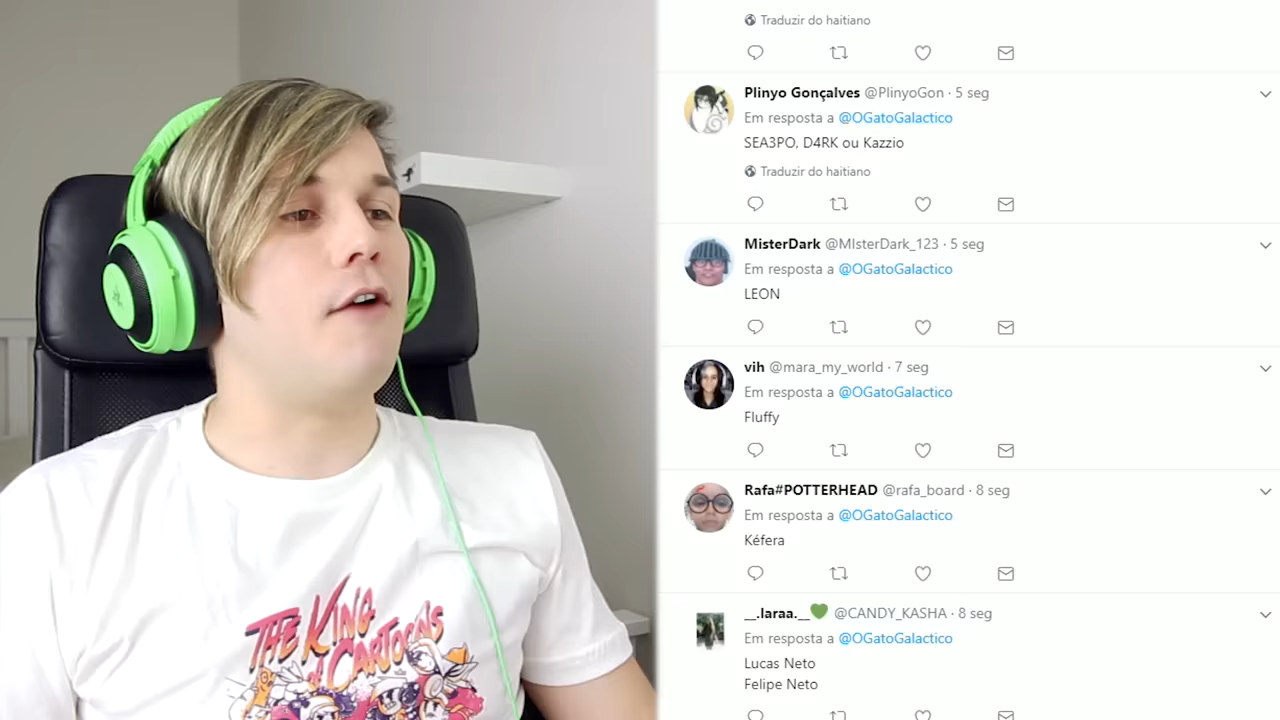 Traduzir do haitiano
Plinyo Gonçalves @PlinyoGon · 5 seg
Em resposta a @OGatoGalactico
SEA3PO, D4RK ou Kazzio
Traduzir do haitiano
MisterDark @MIsterDark_123 · 5 seg
Em resposta a @OGatoGalactico
LEON
vih @mara_my_world · 7 seg
Em resposta a @OGatoGalactico
Fluffy
Rafa#POTTERHEAD @rafa_board · 8 seg
Em resposta a @OGatoGalactico
Kéfera
__.laraa.__💚 @CANDY_KASHA · 8 seg
Em resposta a @OGatoGalactico
Lucas Neto
Felipe Neto
THE KING
of CARTOONS